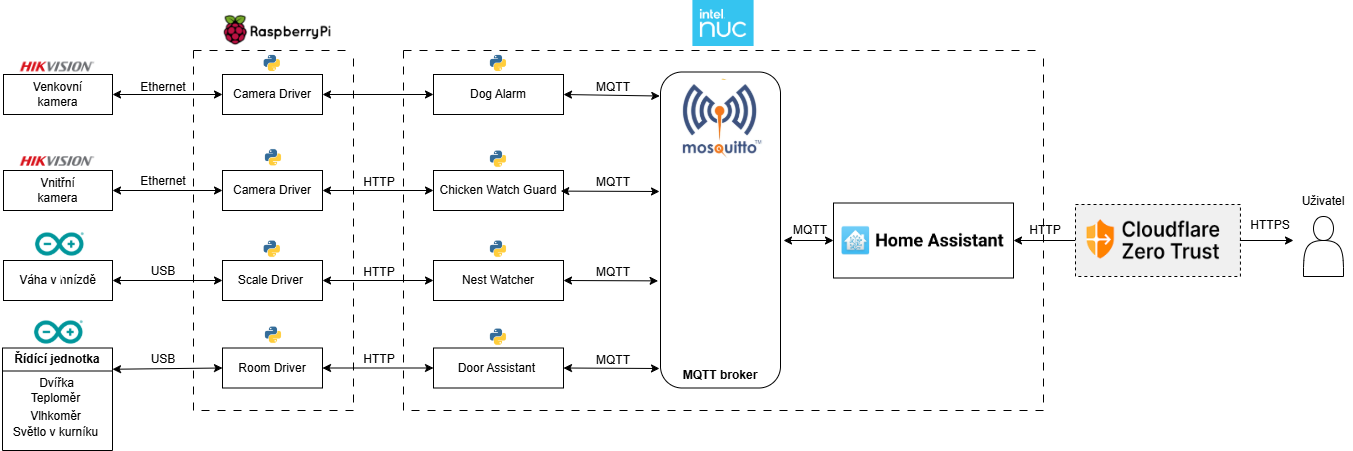 RaspberryPi
intel
nuc
HIKVISION
Venkovní
kamera
Ethernet
Camera Driver
Dog Alarm
MQTT
mosquitto™
HIKVISION
Vnitřní
kamera
Ethernet
Camera Driver
HTTP
Chicken Watch Guard
MQTT
Váha v hnízdě
USB
Scale Driver
HTTP
Nest Watcher
MQTT
Řídící jednotka
Dvířka
Teploměr
Vlhkoměr
Světlo v kurníku
USB
Room Driver
HTTP
Door Assistant
MQTT
MQTT broker
MQTT
Home Assistant
HTTP
Cloudflare
Zero Trust
HTTPS
Uživatel